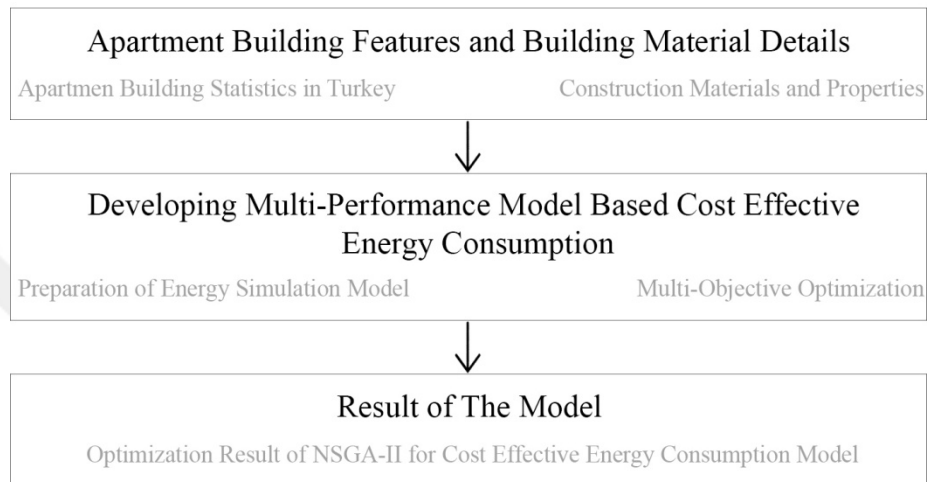 Apartment Building Features and Building Material Details
Apartmen Building Statistics in Turkey
Construction Materials and Properties
Developing Multi-Performance Model Based Cost Effective
Energy Consumption
Preparation of Energy Simulation Model
Multi-Objective Optimization
Result of The Model
Optimization Result of NSGA-II for Cost Effective Energy Consumption Model